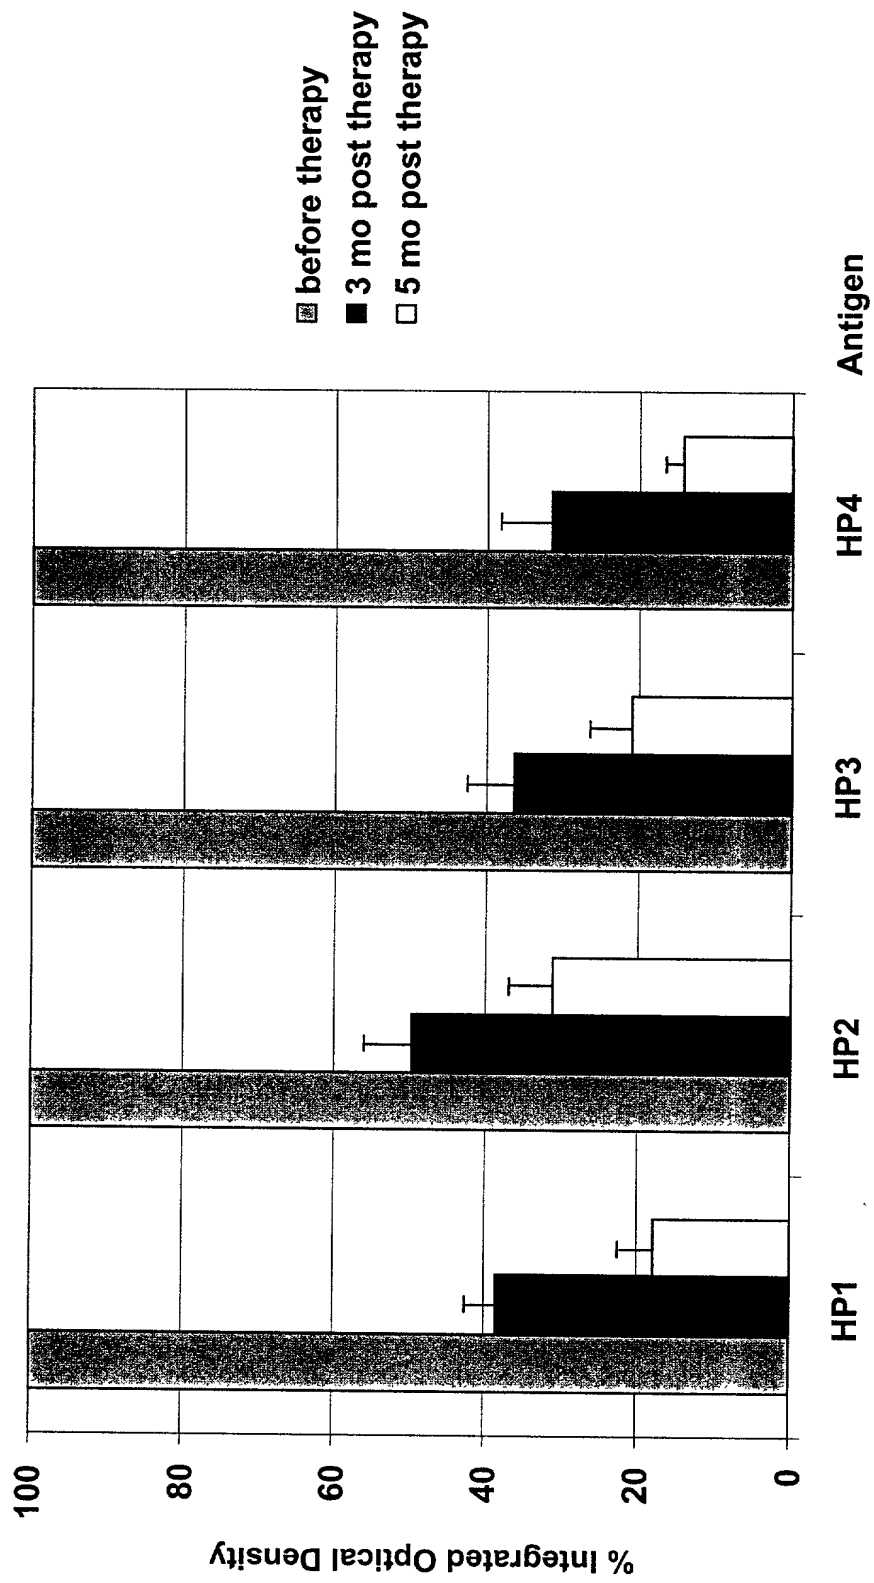 before therapy
3 mo post therapy
5 mo post therapy
% Integrated Optical Density
100
80
60
40
20
0
HP1
HP2
HP3
HP4
Antigen